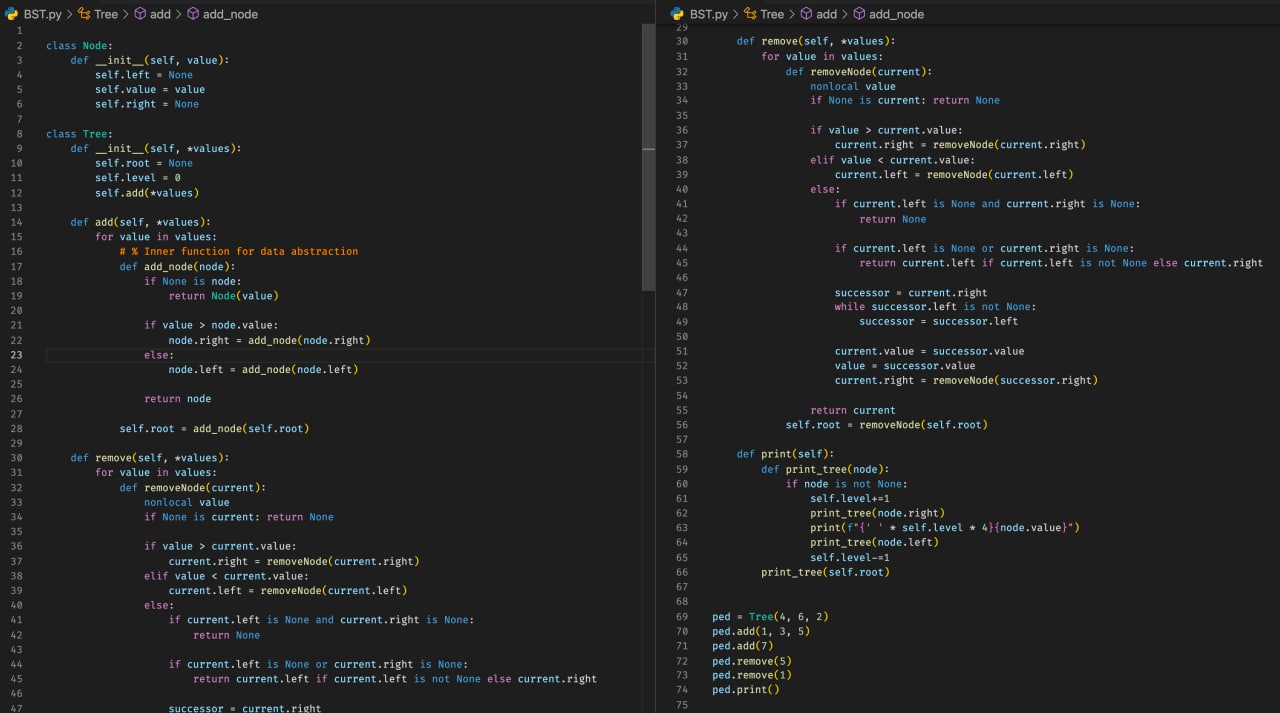 BST.py > Tree > add > add_node
1
2 class Node:
3     def __init__(self, value):
4         self.left = None
5         self.value = value
6         self.right = None
7
8 class Tree:
9     def __init__(self, *values):
10         self.root = None
11         self.level = 0
12         self.add(*values)
13
14     def add(self, *values):
15         for value in values:
16             # % Inner function for data abstraction
17             def add_node(node):
18                 if None is node:
19                     return Node(value)
20
21                 if value > node.value:
22                     node.right = add_node(node.right)
23                 else:
24                     node.left = add_node(node.left)
25
26                 return node
27
28             self.root = add_node(self.root)
29
30     def remove(self, *values):
31         for value in values:
32             def removeNode(current):
33                 nonlocal value
34                 if None is current: return None
35
36                 if value > current.value:
37                     current.right = removeNode(current.right)
38                 elif value < current.value:
39                     current.left = removeNode(current.left)
40                 else:
41                     if current.left is None and current.right is None:
42                         return None
43
44                     if current.left is None or current.right is None:
45                         return current.left if current.left is not None else current.right
46
47                     successor = current.right
BST.py > Tree > add > add_node
29
30     def remove(self, *values):
31         for value in values:
32             def removeNode(current):
33                 nonlocal value
34                 if None is current: return None
35
36                 if value > current.value:
37                     current.right = removeNode(current.right)
38                 elif value < current.value:
39                     current.left = removeNode(current.left)
40                 else:
41                     if current.left is None and current.right is None:
42                         return None
43
44                     if current.left is None or current.right is None:
45                         return current.left if current.left is not None else current.right
46
47                     successor = current.right
48                     while successor.left is not None:
49                         successor = successor.left
50
51                     current.value = successor.value
52                     value = successor.value
53                     current.right = removeNode(successor.right)
54
55                 return current
56             self.root = removeNode(self.root)
57
58     def print(self):
59         def print_tree(node):
60             if node is not None:
61                 self.level+=1
62                 print_tree(node.right)
63                 print(f"{' ' * self.level * 4}{node.value}")
64                 print_tree(node.left)
65                 self.level-=1
66         print_tree(self.root)
67
68
69 ped = Tree(4, 6, 2)
70 ped.add(1, 3, 5)
71 ped.add(7)
72 ped.remove(5)
73 ped.remove(1)
74 ped.print()
75